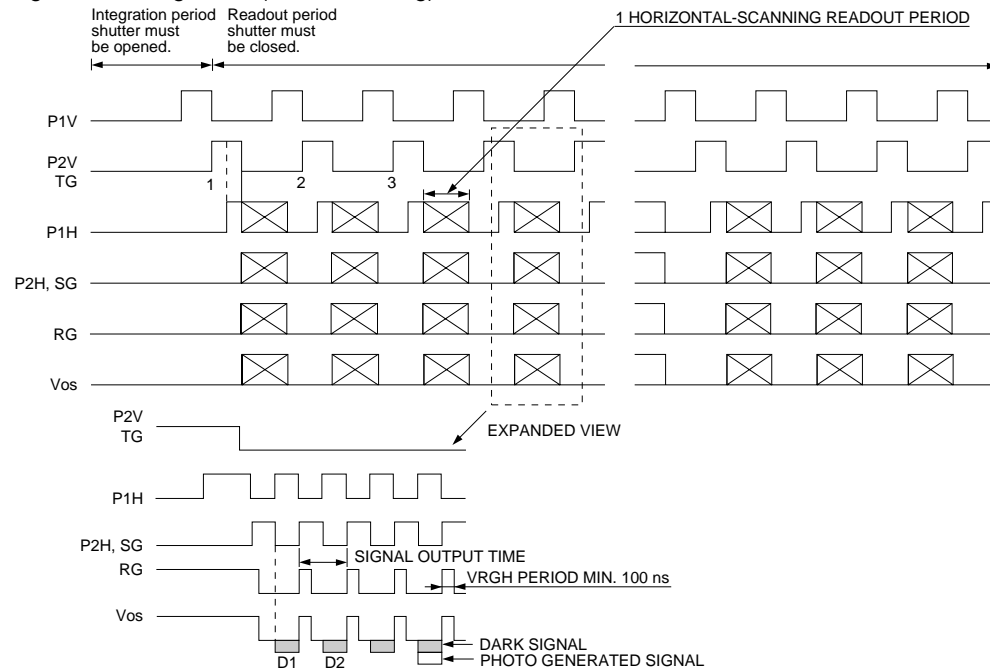 Integration period
shutter must
be opened.
Readout period
shutter must
be closed.
1 HORIZONTAL-SCANNING READOUT PERIOD
P1V
P2V
TG
1
2
3
P1H
P2H, SG
RG
Vos
P2V
TG
EXPANDED VIEW
P1H
P2H, SG
SIGNAL OUTPUT TIME
RG
VRGH PERIOD MIN. 100 ns
Vos
DARK SIGNAL
D1
D2
PHOTO GENERATED SIGNAL